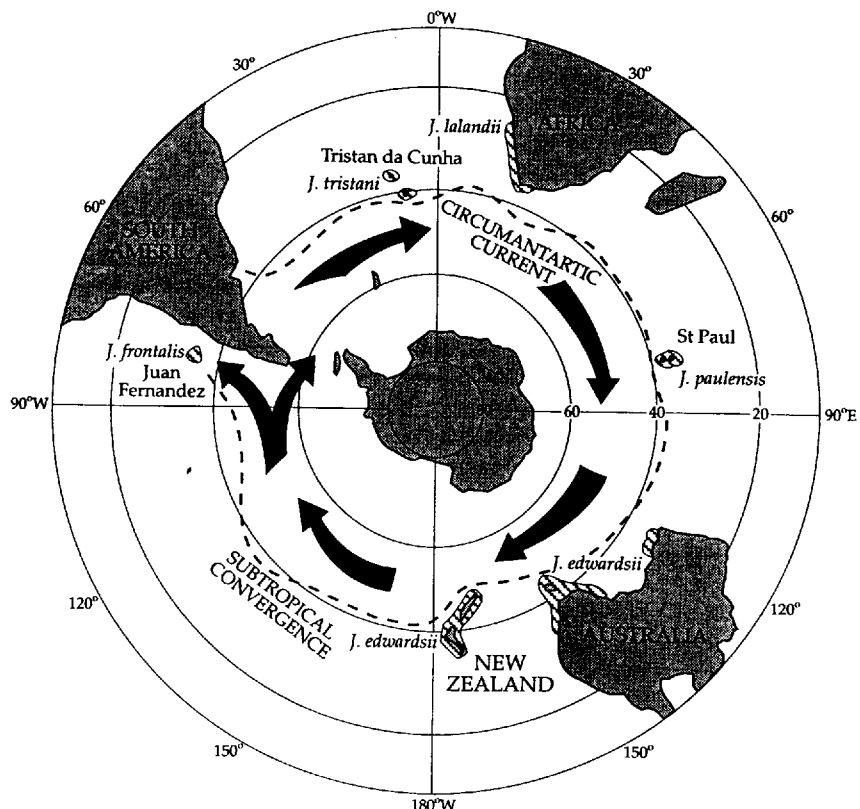 0°W
30°
30°
J. lalandii
AFRICA
Tristan da Cunha
J. tristani
60°
60°
SOUTH
AMERICA
CIRCUMANTARTIC
CURRENT
St Paul
J. frontalis
Juan
Fernandez
J. paulensis
90°W
60
40
20
90°E
J. edwardsii
SUBTROPICAL
CONVERGENCE
120°
120°
J. edwardsii
AUSTRALIA
NEW
ZEALAND
150°
150°
180°W